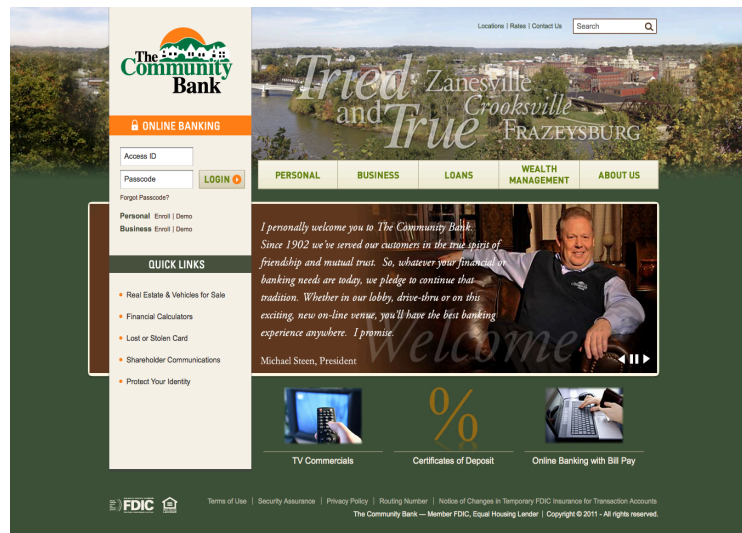 Locations | Rates | Contact Us
Search
The
Community
Bank
Tried Zanesville
and True Crooksville
FRAZEYSBURG
ONLINE BANKING
Access ID
Passcode
LOGIN
Forgot Passcode?
Personal Enroll | Demo
Business Enroll | Demo
PERSONAL
BUSINESS
LOANS
WEALTH
MANAGEMENT
ABOUT US
QUICK LINKS
Real Estate & Vehicles for Sale
Financial Calculators
Lost or Stolen Card
Shareholder Communications
Protect Your Identity
I personally welcome you to The Community Bank.
Since 1902 we've served our customers in the true spirit of
friendship and mutual trust. So, whatever your financial or
banking needs are today, we pledge to continue that
tradition. Whether in our lobby, drive-thru or on this
exciting, new on-line venue, you'll have the best banking
experience anywhere. I promise.
Welcome
Michael Steen, President
%
TV Commercials
Certificates of Deposit
Online Banking with Bill Pay
FDIC
Terms of Use | Security Assurance | Privacy Policy | Routing Number | Notice of Changes in Temporary FDIC Insurance for Transaction Accounts
The Community Bank — Member FDIC, Equal Housing Lender | Copyright © 2011 - All rights reserved.